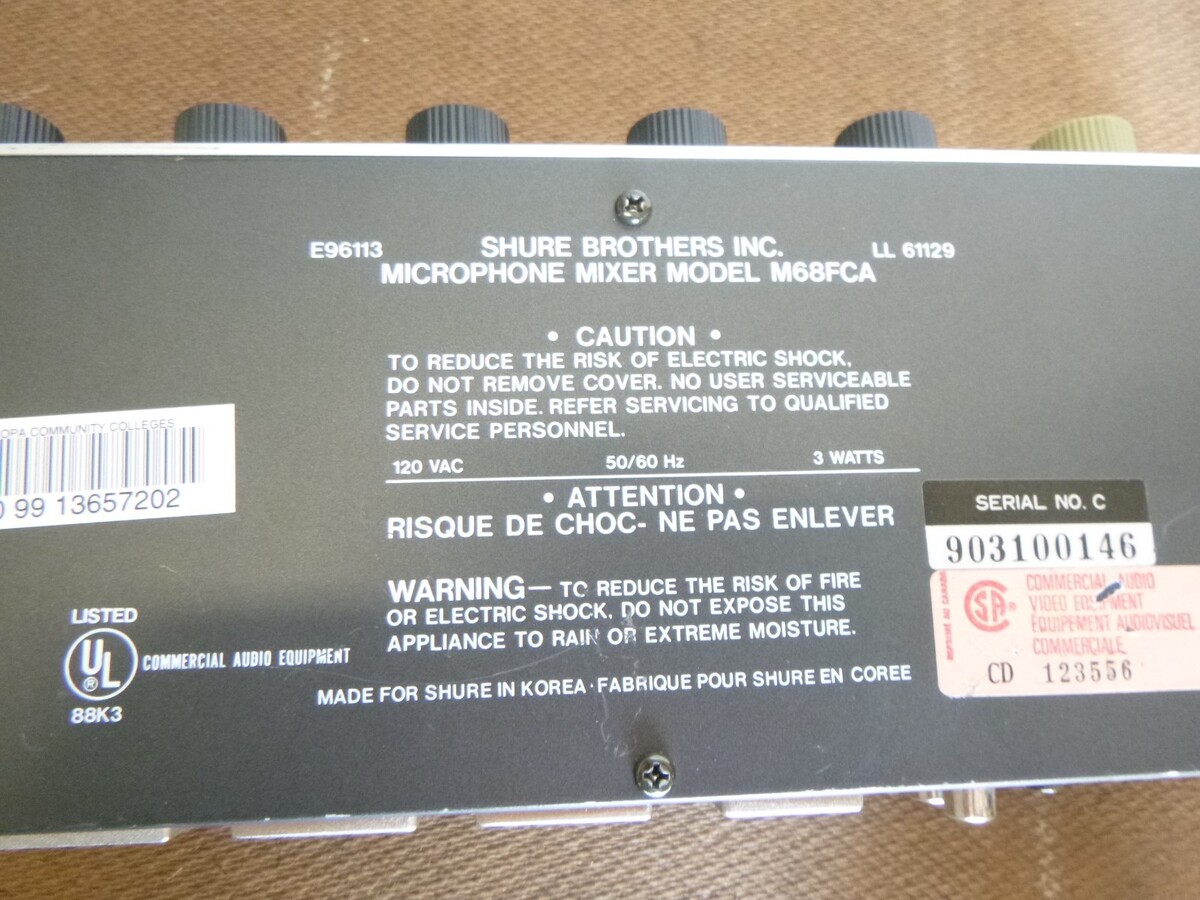 E96113
SHURE BROTHERS INC.
LL 61129
MICROPHONE MIXER MODEL M68FCA
• CAUTION •
TO REDUCE THE RISK OF ELECTRIC SHOCK,
DO NOT REMOVE COVER. NO USER SERVICEABLE
PARTS INSIDE. REFER SERVICING TO QUALIFIED
SERVICE PERSONNEL.
120 VAC 50/60 Hz 3 WATTS
• ATTENTION •
RISQUE DE CHOC- NE PAS ENLEVER
WARNING— TO REDUCE THE RISK OF FIRE
OR ELECTRIC SHOCK. DO NOT EXPOSE THIS
APPLIANCE TO RAIN OR EXTREME MOISTURE.
MADE FOR SHURE IN KOREA · FABRIQUE POUR SHURE EN COREE
OPA COMMUNITY COLLEGES
0 99 13657202
LISTED
UL
®
COMMERCIAL AUDIO EQUIPMENT
88K3
SERIAL NO. C
903100146
SA®
COMMERCIAL AUDIO
VIDEO EQUIPMENT
EQUIPEMENT AUDIOVISUEL
COMMERCIALE
CD 123556